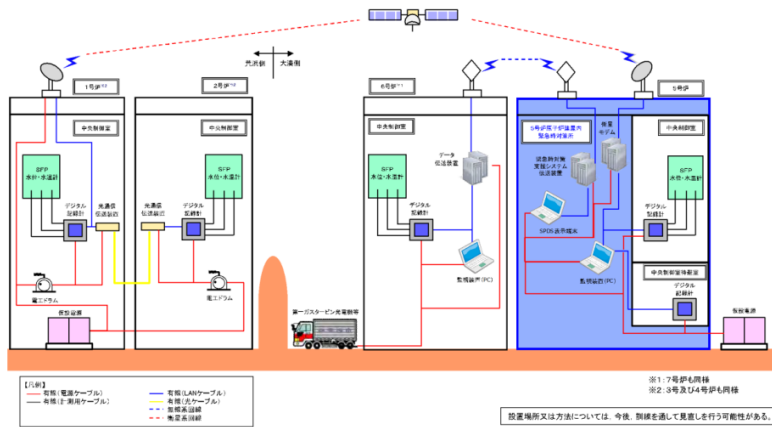 荒浜側
大湊側
1号炉※2
2号炉※2
6号炉※1
5号炉
中央制御室
中央制御室
中央制御室
5号炉原子炉建屋内
緊急時対策所
中央制御室
SFP
水位・水温計
SFP
水位・水温計
SFP
水位・水温計
SFP
水位・水温計
データ
伝送装置
緊急時対策
支援システム
伝送装置
衛星
モデム
デジタル
記録計
光通信
伝送装置
光通信
伝送装置
デジタル
記録計
デジタル
記録計
デジタル
記録計
SPDS表示端末
監視装置(PC)
監視装置(PC)
中央制御室待避室
デジタル
記録計
電工ドラム
電工ドラム
仮設電源
第一ガスタービン発電機等
仮設電源
【凡例】
有線(電源ケーブル)
有線(計測用ケーブル)
有線(LANケーブル)
有線(光ケーブル)
無線系回線
衛星系回線
※1:7号炉も同様
※2:3号及び4号炉も同様
設置場所又は方法については、今後、訓練を通して見直しを行う可能性がある。